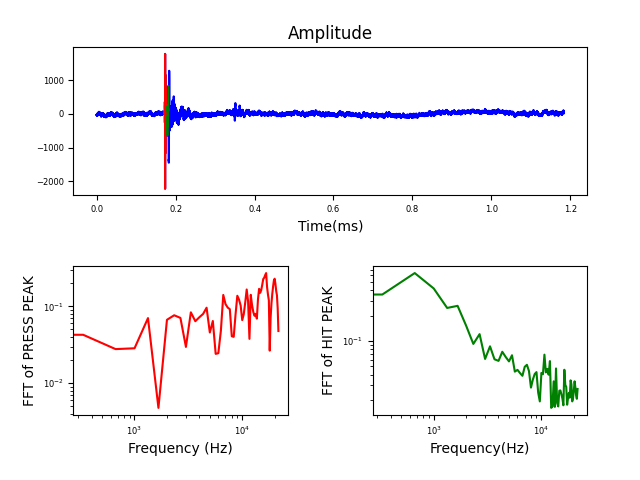 Amplitude
1000
0
−1000
−2000
0.0 0.2 0.4 0.6 0.8 1.0 1.2
Time(ms)
FFT of PRESS PEAK
10⁻¹
10⁻²
10³ 10⁴
Frequency (Hz)
FFT of HIT PEAK
10⁻¹
10³ 10⁴
Frequency(Hz)